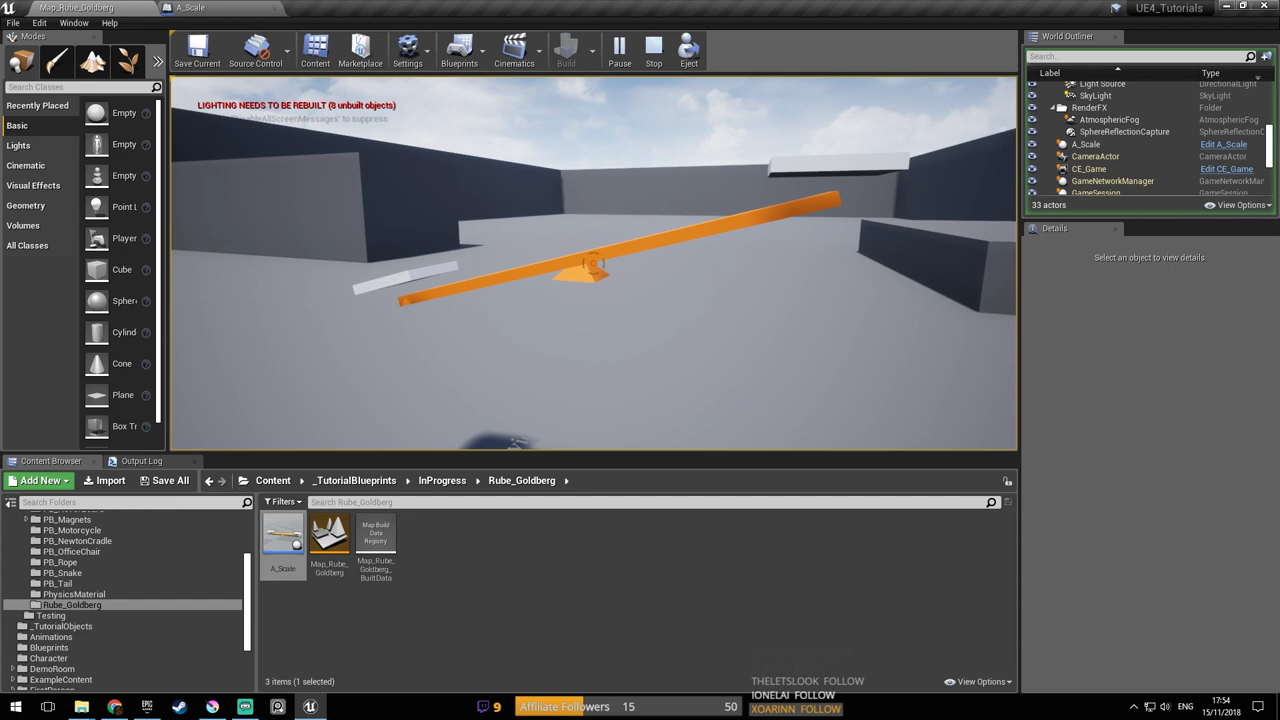 Map_Rube_Goldberg
A_Scale
UE4_Tutorials
File Edit Window Help
Modes
World Outliner
Search Classes
Save Current
Source Control
Content
Marketplace
Settings
Blueprints
Cinematics
Build
Pause
Stop
Eject
Search...
Label
Type
Recently Placed
Basic
Lights
Cinematic
Visual Effects
Geometry
Volumes
All Classes
Empty
Empty
Empty
Point L
Player
Cube
Sphere
Cylind
Cone
Plane
Box Tr
LIGHTING NEEDS TO BE REBUILT (8 unbuilt objects)
AllScreenMessages' to suppress
Light Source DirectionalLight
SkyLight SkyLight
RenderFX Folder
AtmosphericFog AtmosphericFog
SphereReflectionCapture SphereReflectionC
A_Scale Edit A_Scale
CameraActor CameraActor
CE_Game Edit CE_Game
GameNetworkManager GameNetworkMar
GameSession
33 actors
View Options
Details
Select an object to view details
Content Browser
Output Log
Add New
Import
Save All
Content
_TutorialBlueprints
InProgress
Rube_Goldberg
Search Folders
Filters
Search Rube_Goldberg
PB_Magnets
PB_Motorcycle
PB_NewtonCradle
PB_OfficeChair
PB_Rope
PB_Snake
PB_Tail
PhysicsMaterial
Rube_Goldberg
Testing
_TutorialObjects
Animations
Blueprints
Character
DemoRoom
ExampleContent
Map Build
Data
Registry
A_Scale
Map_Rube_
Goldberg
Map_Rube_
Goldberg_
BuiltData
3 items (1 selected)
View Options
THELETSLOOK FOLLOW
IONELAI FOLLOW
XOARINN FOLLOW
9
Affiliate Followers 15 50
ENG
17:54
15/11/2018